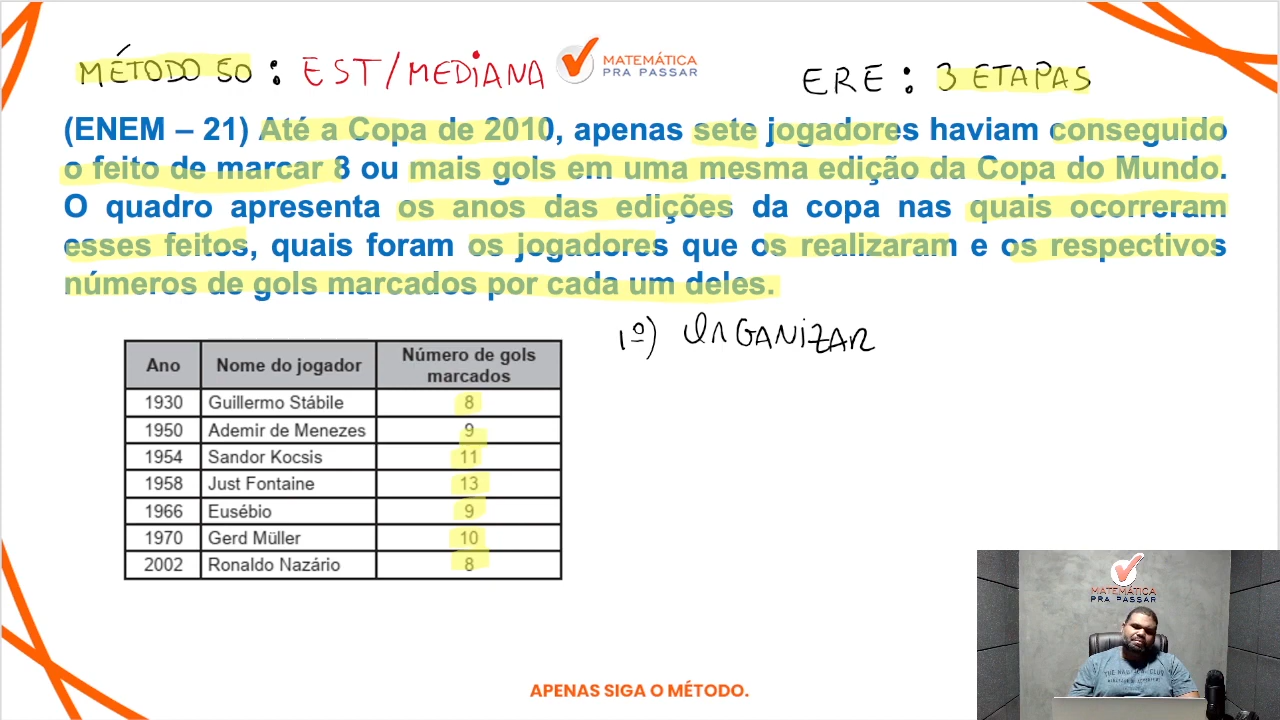 MÉTODO 50 : EST/MEDIANA
MATEMÁTICA
PRA PASSAR
ERE : 3 ETAPAS
(ENEM – 21) Até a Copa de 2010, apenas sete jogadores haviam conseguido
o feito de marcar 8 ou mais gols em uma mesma edição da Copa do Mundo.
O quadro apresenta os anos das edições da copa nas quais ocorreram
esses feitos, quais foram os jogadores que os realizaram e os respectivos
números de gols marcados por cada um deles.
1º) ORGANIZAR
Ano Nome do jogador Número de gols
marcados
1930 Guillermo Stábile 8
1950 Ademir de Menezes 9
1954 Sandor Kocsis 11
1958 Just Fontaine 13
1966 Eusébio 9
1970 Gerd Müller 10
2002 Ronaldo Nazário 8
MATEMÁTICA
PRA PASSAR
APENAS SIGA O MÉTODO.